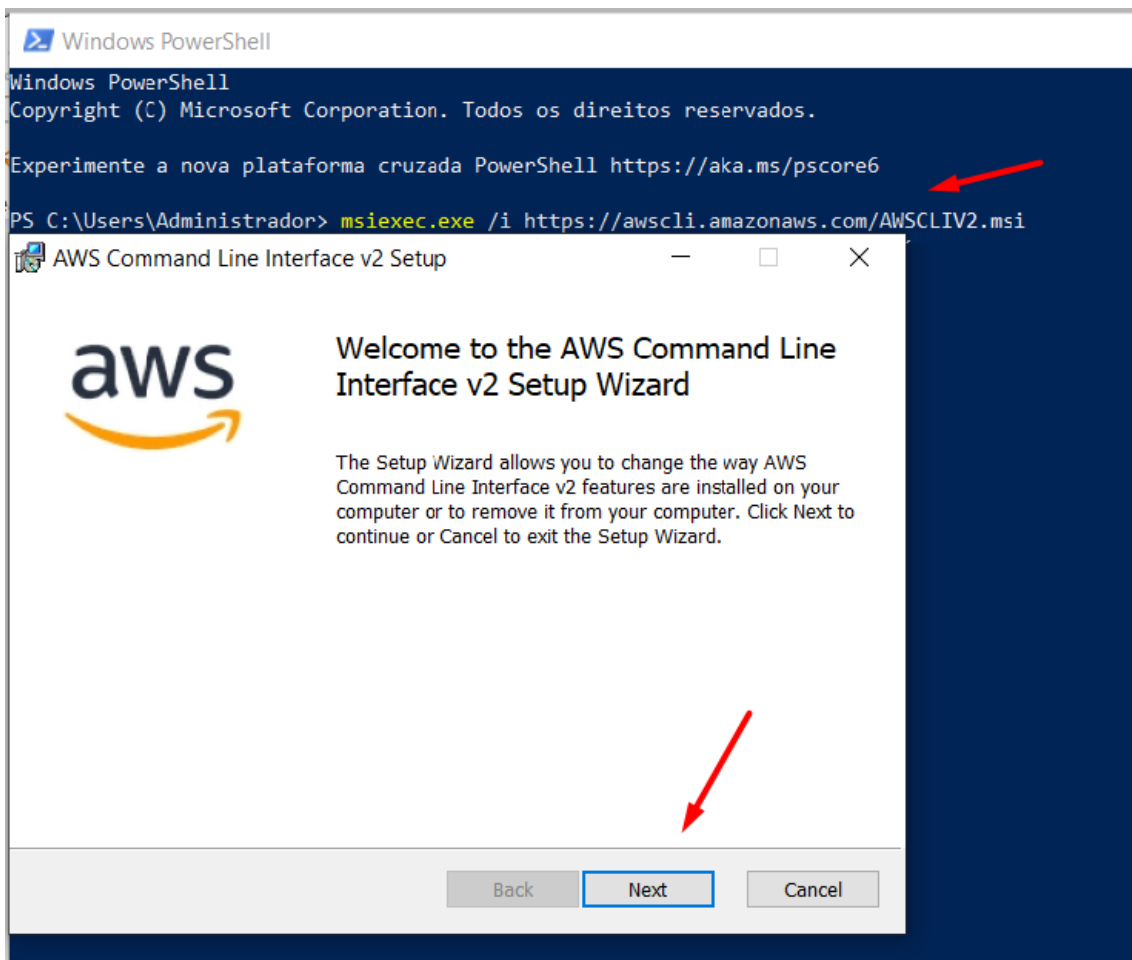 Windows PowerShell
Windows PowerShell
Copyright (C) Microsoft Corporation. Todos os direitos reservados.
Experimente a nova plataforma cruzada PowerShell https://aka.ms/pscore6
PS C:\Users\Administrador> msiexec.exe /i https://awscli.amazonaws.com/AWSCLIV2.msi
AWS Command Line Interface v2 Setup
aws
Welcome to the AWS Command Line
Interface v2 Setup Wizard
The Setup Wizard allows you to change the way AWS
Command Line Interface v2 features are installed on your
computer or to remove it from your computer. Click Next to
continue or Cancel to exit the Setup Wizard.
Back Next Cancel